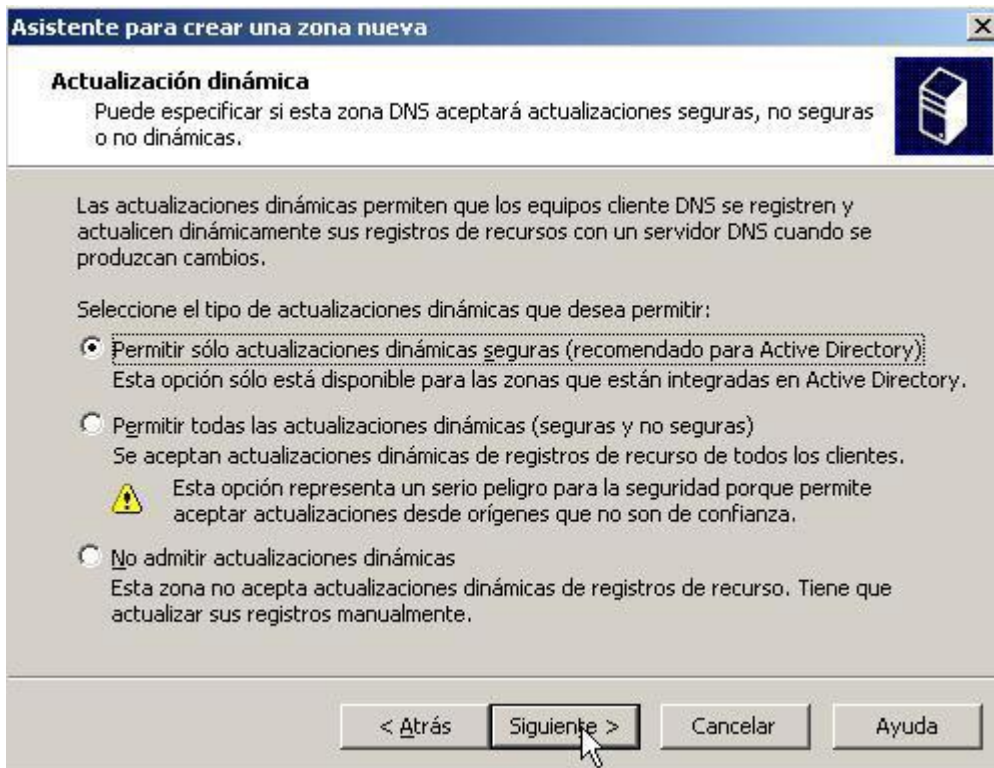 Asistente para crear una zona nueva
Actualización dinámica
Puede especificar si esta zona DNS aceptará actualizaciones seguras, no seguras
o no dinámicas.
Las actualizaciones dinámicas permiten que los equipos cliente DNS se registren y
actualicen dinámicamente sus registros de recursos con un servidor DNS cuando se
produzcan cambios.
Seleccione el tipo de actualizaciones dinámicas que desea permitir:
Permitir sólo actualizaciones dinámicas seguras (recomendado para Active Directory)
Esta opción sólo está disponible para las zonas que están integradas en Active Directory.
Permitir todas las actualizaciones dinámicas (seguras y no seguras)
Se aceptan actualizaciones dinámicas de registros de recurso de todos los clientes.
Esta opción representa un serio peligro para la seguridad porque permite
aceptar actualizaciones desde orígenes que no son de confianza.
No admitir actualizaciones dinámicas
Esta zona no acepta actualizaciones dinámicas de registros de recurso. Tiene que
actualizar sus registros manualmente.
< Atrás Siguiente > Cancelar Ayuda